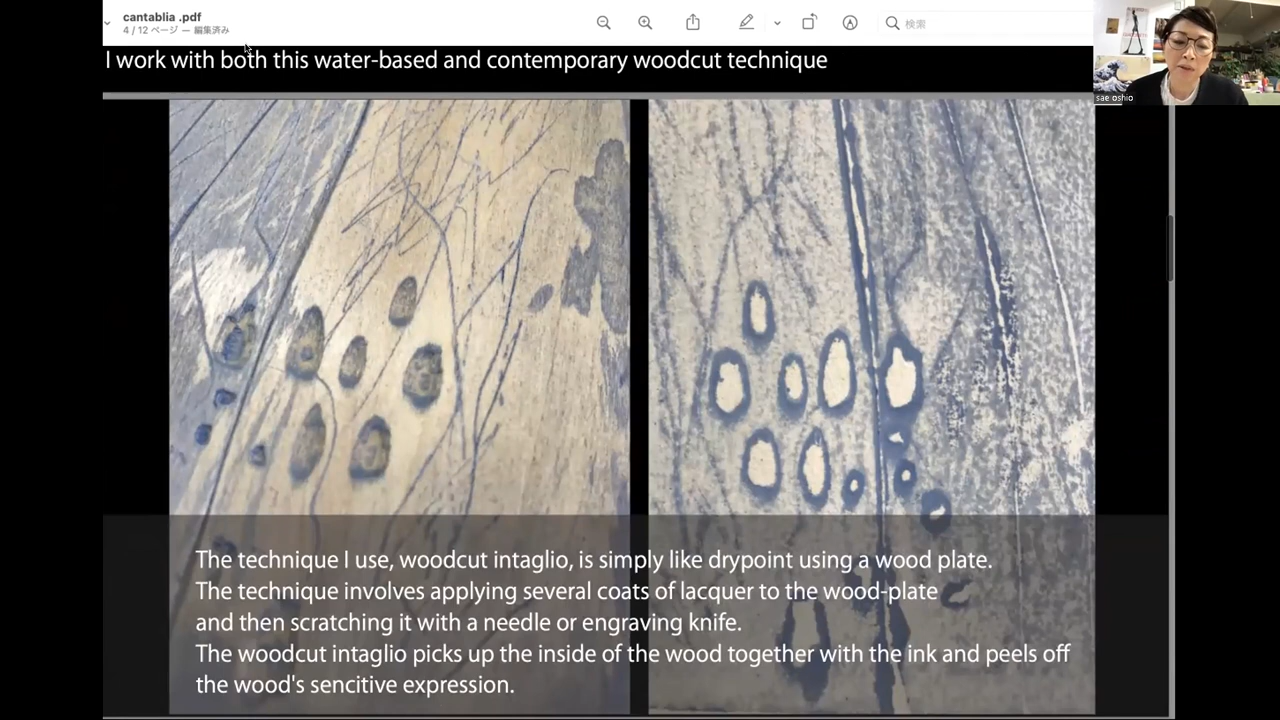 cantablia .pdf
4 / 12 ページ — 編集済み
検索
sae oshio
I work with both this water-based and contemporary woodcut technique
The technique I use, woodcut intaglio, is simply like drypoint using a wood plate.
The technique involves applying several coats of lacquer to the wood-plate
and then scratching it with a needle or engraving knife.
The woodcut intaglio picks up the inside of the wood together with the ink and peels off
the wood's sencitive expression.